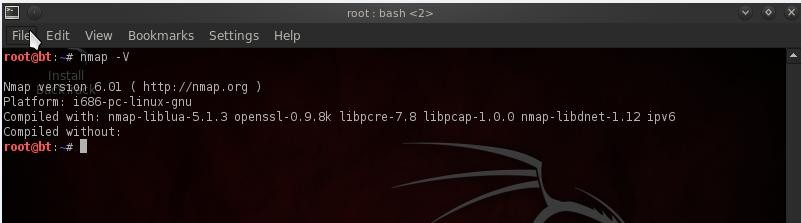 root : bash <2>
File Edit View Bookmarks Settings Help
root@bt:~# nmap -V
Install
BackTrack
Nmap version 6.01 ( http://nmap.org )
Platform: i686-pc-linux-gnu
Compiled with: nmap-liblua-5.1.3 openssl-0.9.8k libpcre-7.8 libpcap-1.0.0 nmap-libdnet-1.12 ipv6
Compiled without:
root@bt:~#